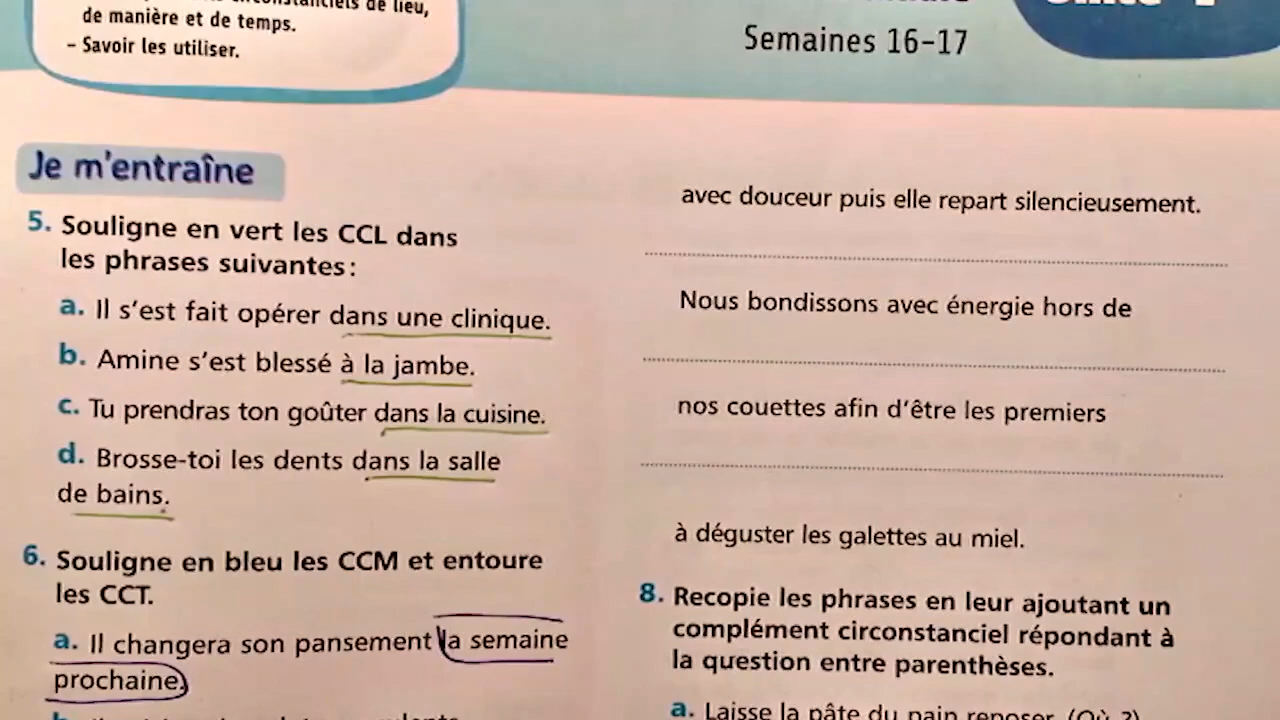 de lieu,
de manière et de temps.
– Savoir les utiliser.
Semaines 16–17
Je m'entraîne
5. Souligne en vert les CCL dans
les phrases suivantes :
a. Il s'est fait opérer dans une clinique.
b. Amine s'est blessé à la jambe.
c. Tu prendras ton goûter dans la cuisine.
d. Brosse-toi les dents dans la salle
de bains.
6. Souligne en bleu les CCM et entoure
les CCT.
a. Il changera son pansement la semaine
prochaine.
avec douceur puis elle repart silencieusement.
Nous bondissons avec énergie hors de
nos couettes afin d'être les premiers
à déguster les galettes au miel.
8. Recopie les phrases en leur ajoutant un
complément circonstanciel répondant à
la question entre parenthèses.
a. Laisse la pâte du pain reposer. (Où ?)